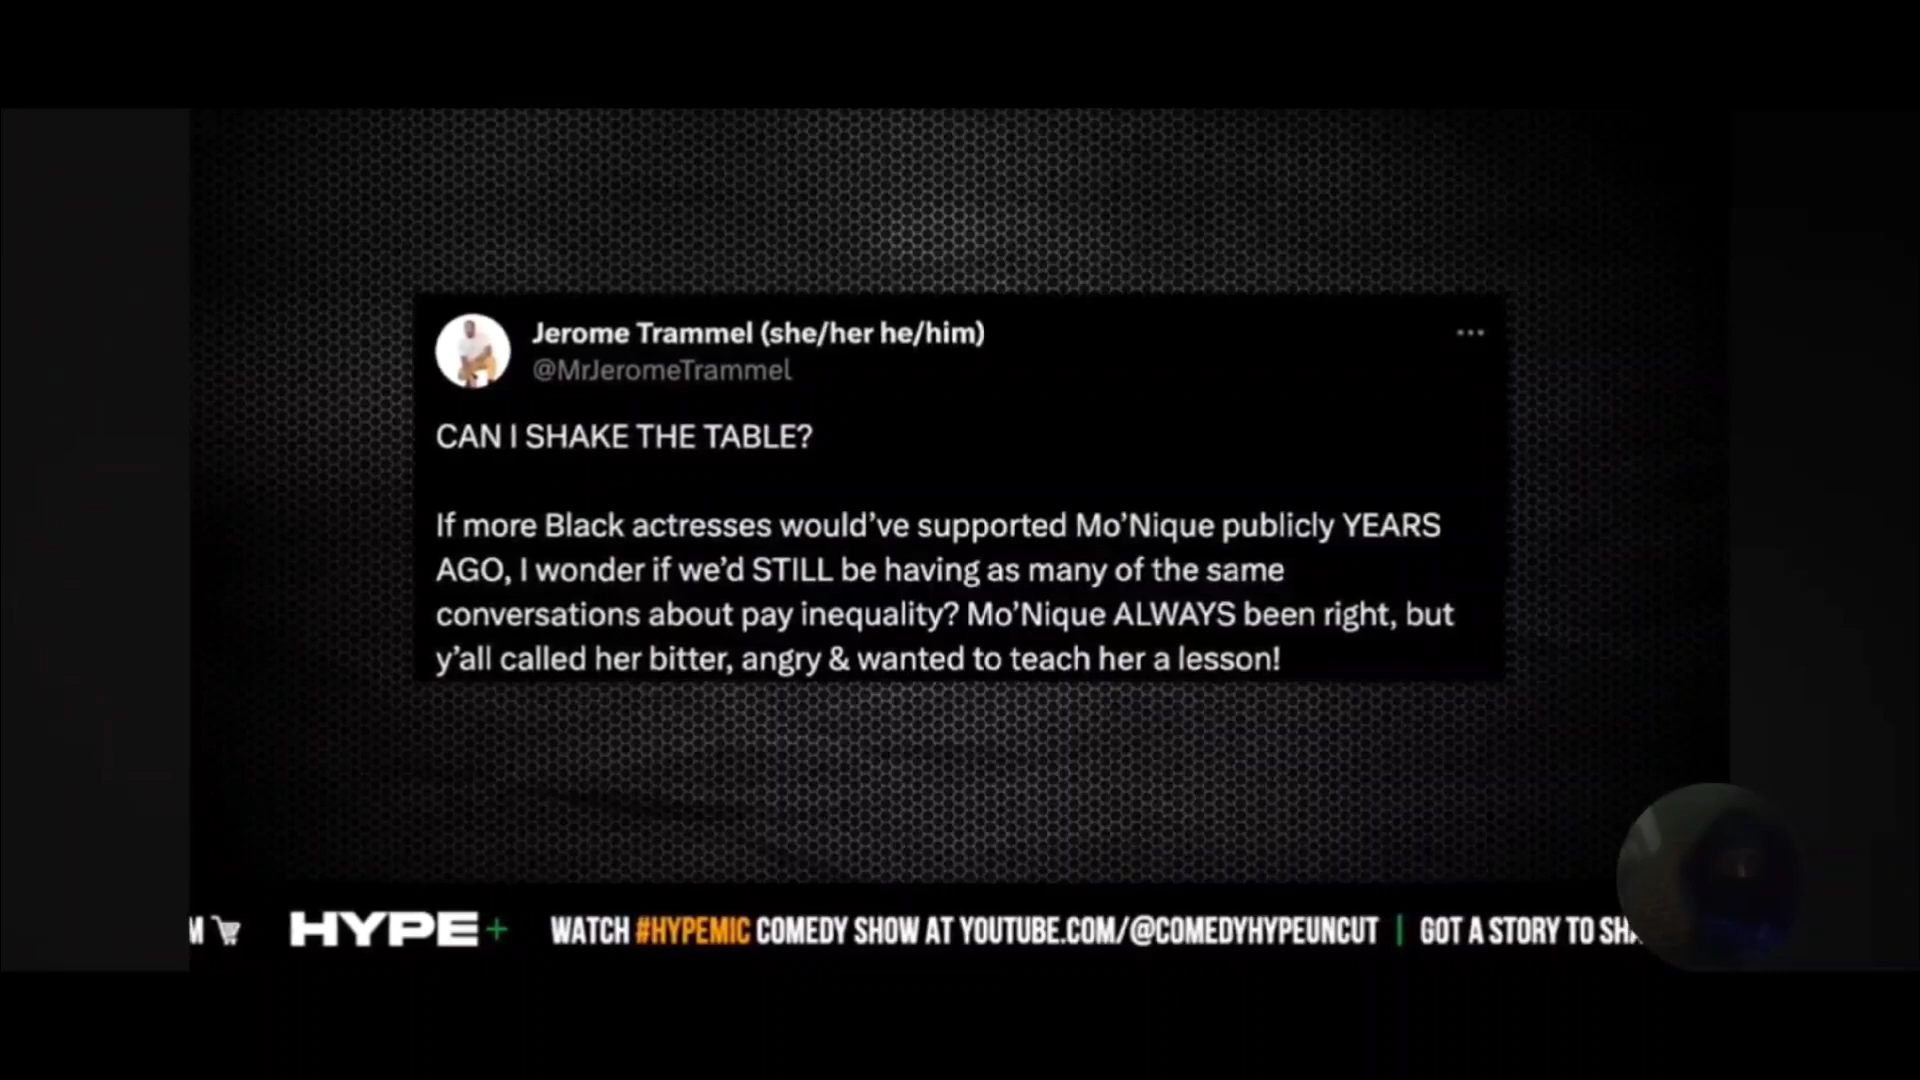 Jerome Trammel (she/her he/him)
@MrJeromeTrammel
CAN I SHAKE THE TABLE?
If more Black actresses would’ve supported Mo’Nique publicly YEARS
AGO, I wonder if we’d STILL be having as many of the same
conversations about pay inequality? Mo’Nique ALWAYS been right, but
y’all called her bitter, angry & wanted to teach her a lesson!
M HYPE+ WATCH #HYPEMIC COMEDY SHOW AT YOUTUBE.COM/@COMEDYHYPEUNCUT | GOT A STORY TO